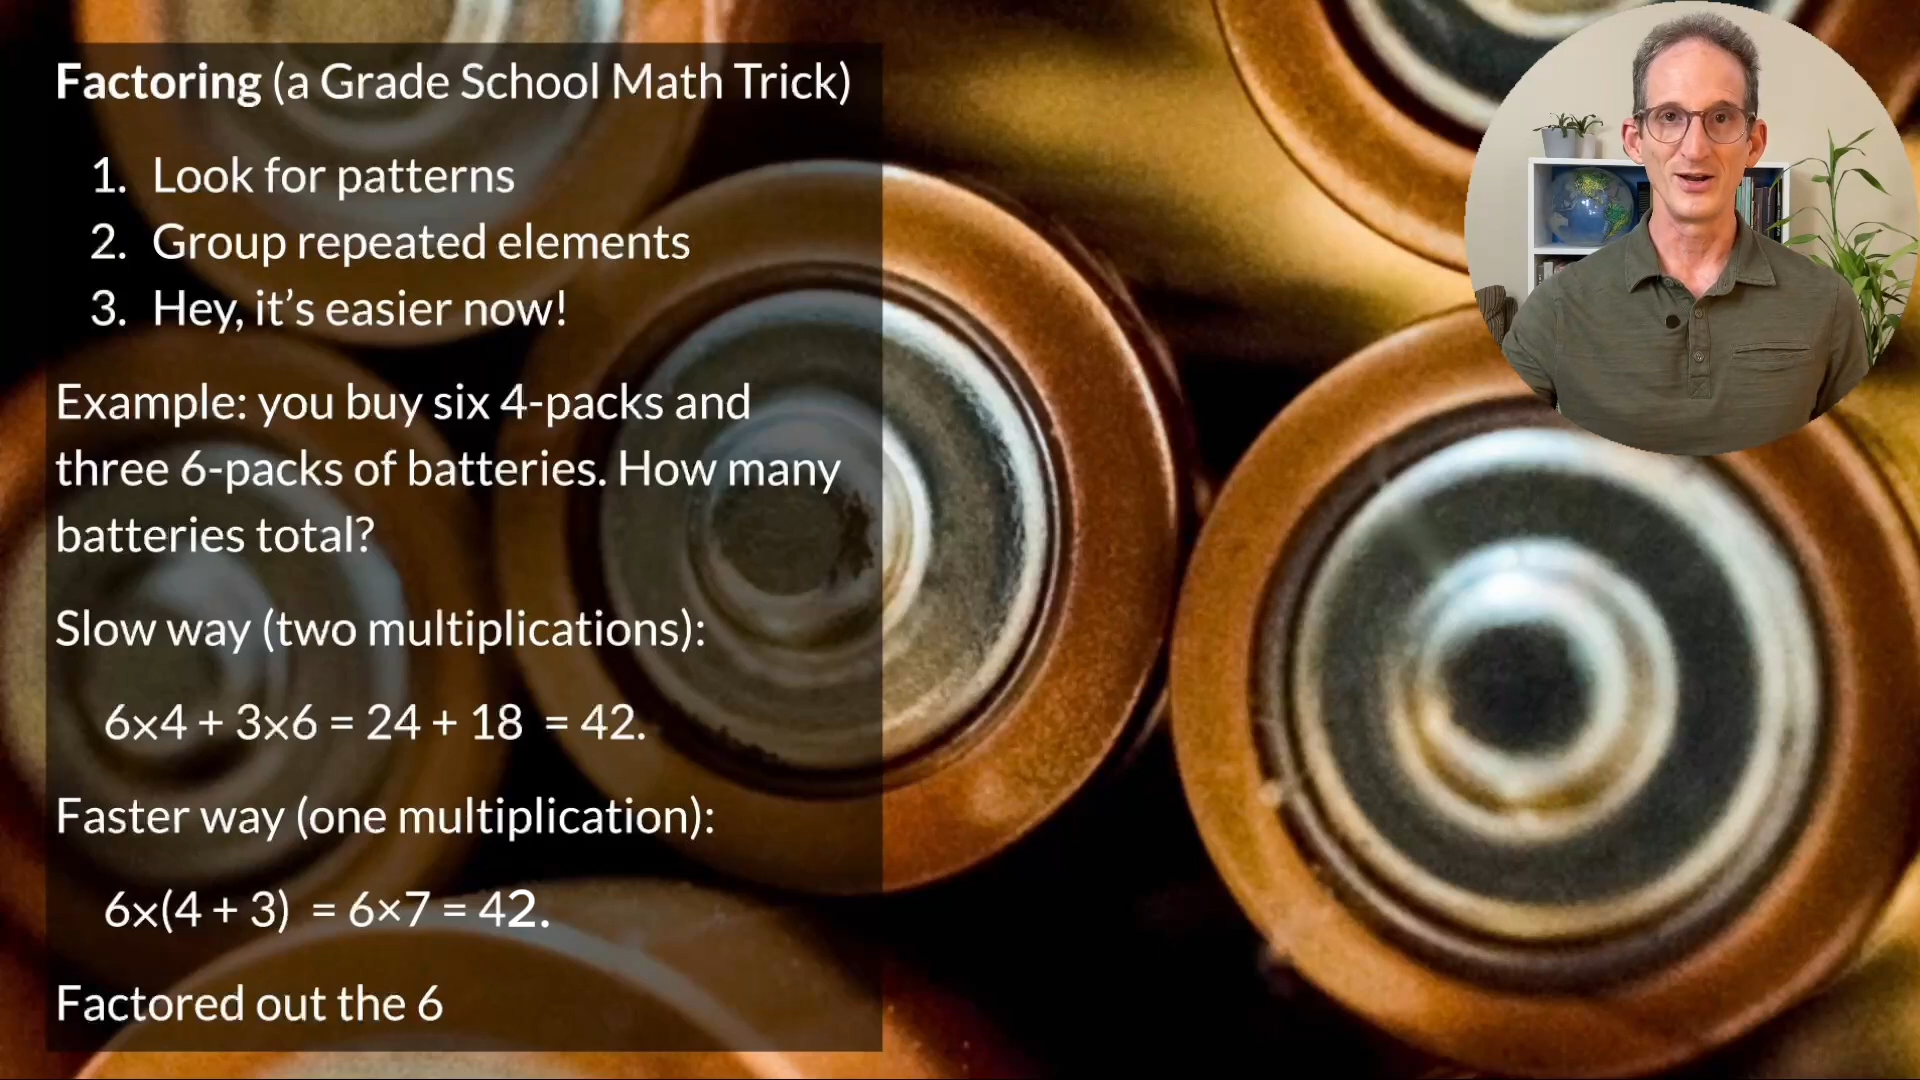 Factoring (a Grade School Math Trick)
1. Look for patterns
2. Group repeated elements
3. Hey, it’s easier now!
Example: you buy six 4-packs and
three 6-packs of batteries. How many
batteries total?
Slow way (two multiplications):
6×4 + 3×6 = 24 + 18 = 42.
Faster way (one multiplication):
6×(4 + 3) = 6×7 = 42.
Factored out the 6